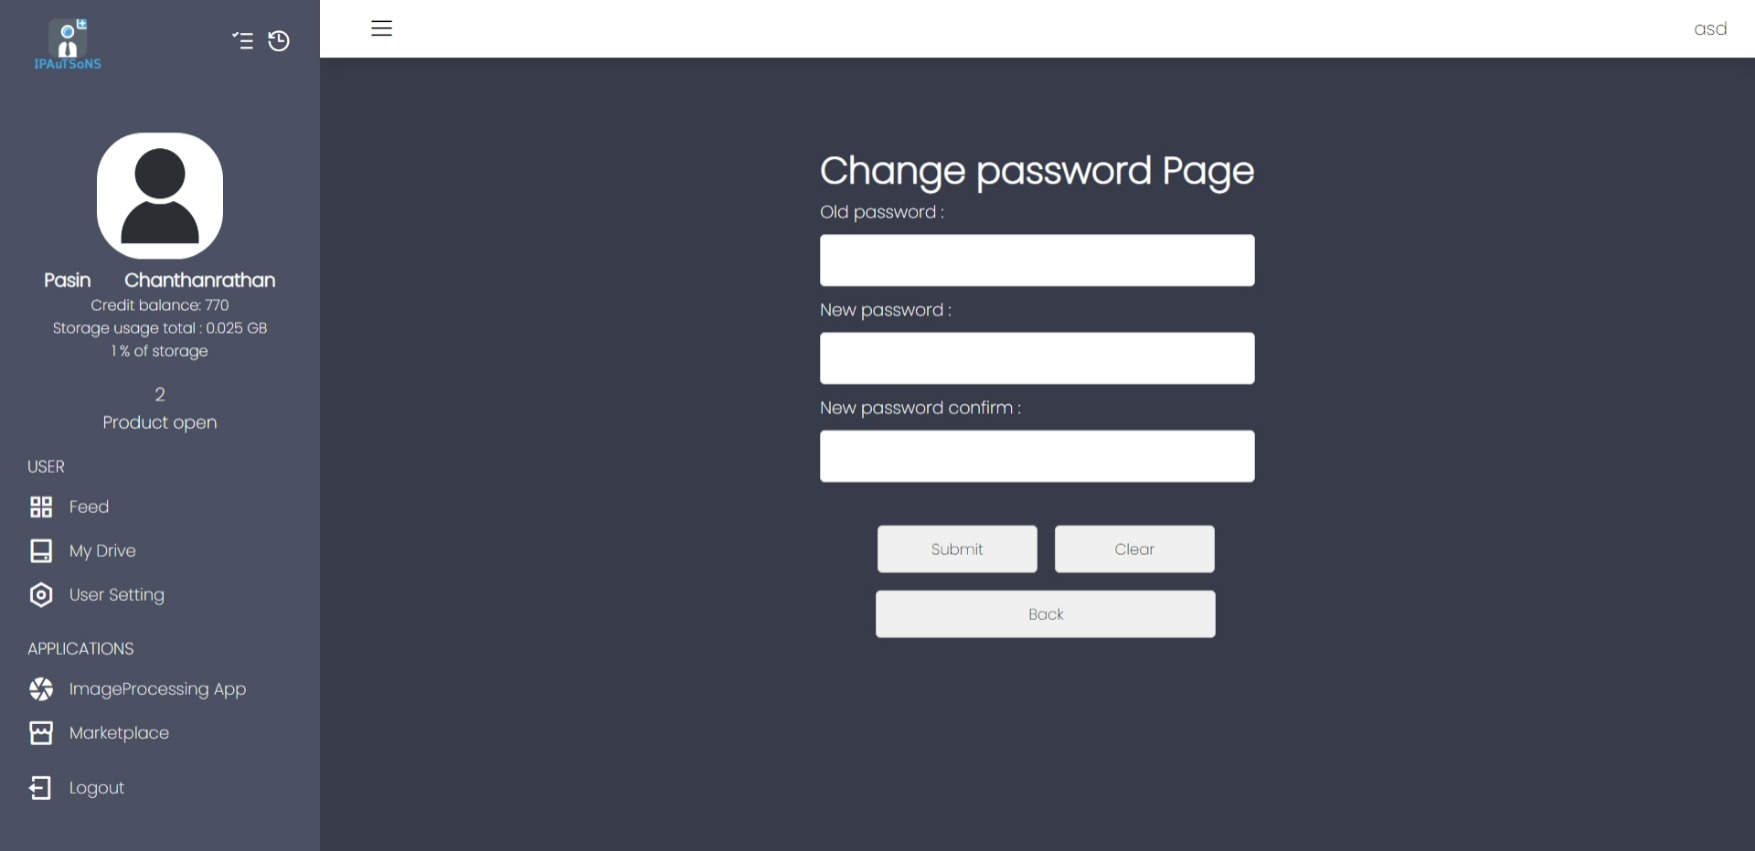 IPAuTSoNS
asd
Pasin Chanthanrathan
Credit balance: 770
Storage usage total : 0.025 GB
1 % of storage
2
Product open
USER
Feed
My Drive
User Setting
APPLICATIONS
ImageProcessing App
Marketplace
Logout
Change password Page
Old password :
New password :
New password confirm :
Submit
Clear
Back